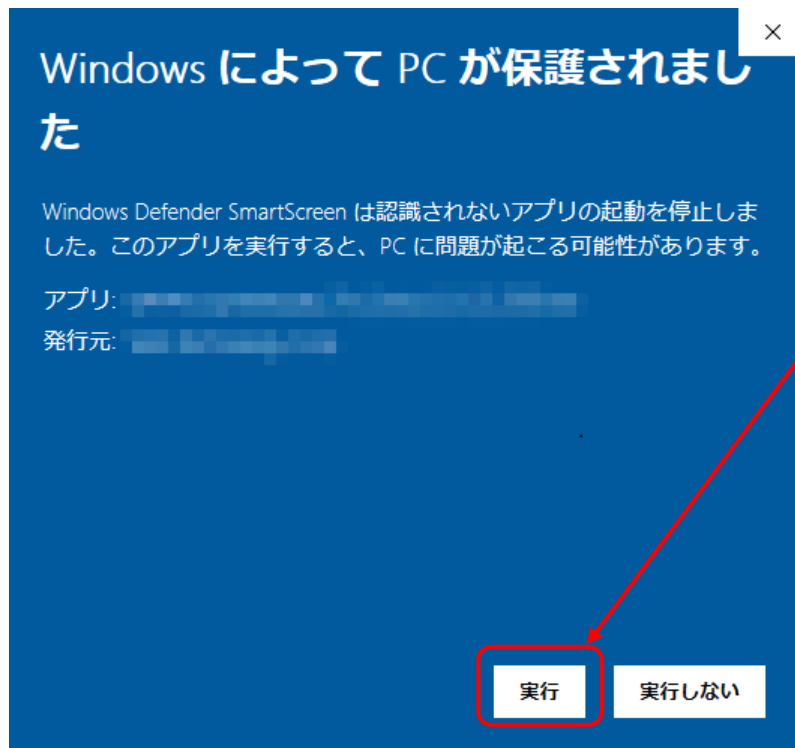 Windows によって PC が保護されまし
た
Windows Defender SmartScreen は認識されないアプリの起動を停止しま
した。このアプリを実行すると、PC に問題が起こる可能性があります。
アプリ:
発行元:
実行 実行しない